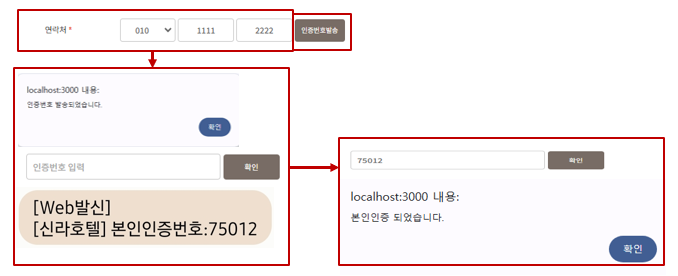 연락처 * 010 1111 2222 인증번호발송
localhost:3000 내용:
인증번호 발송되었습니다.
확인
인증번호 입력 확인
[Web발신]
[신라호텔] 본인인증번호:75012
75012 확인
localhost:3000 내용:
본인인증 되었습니다.
확인